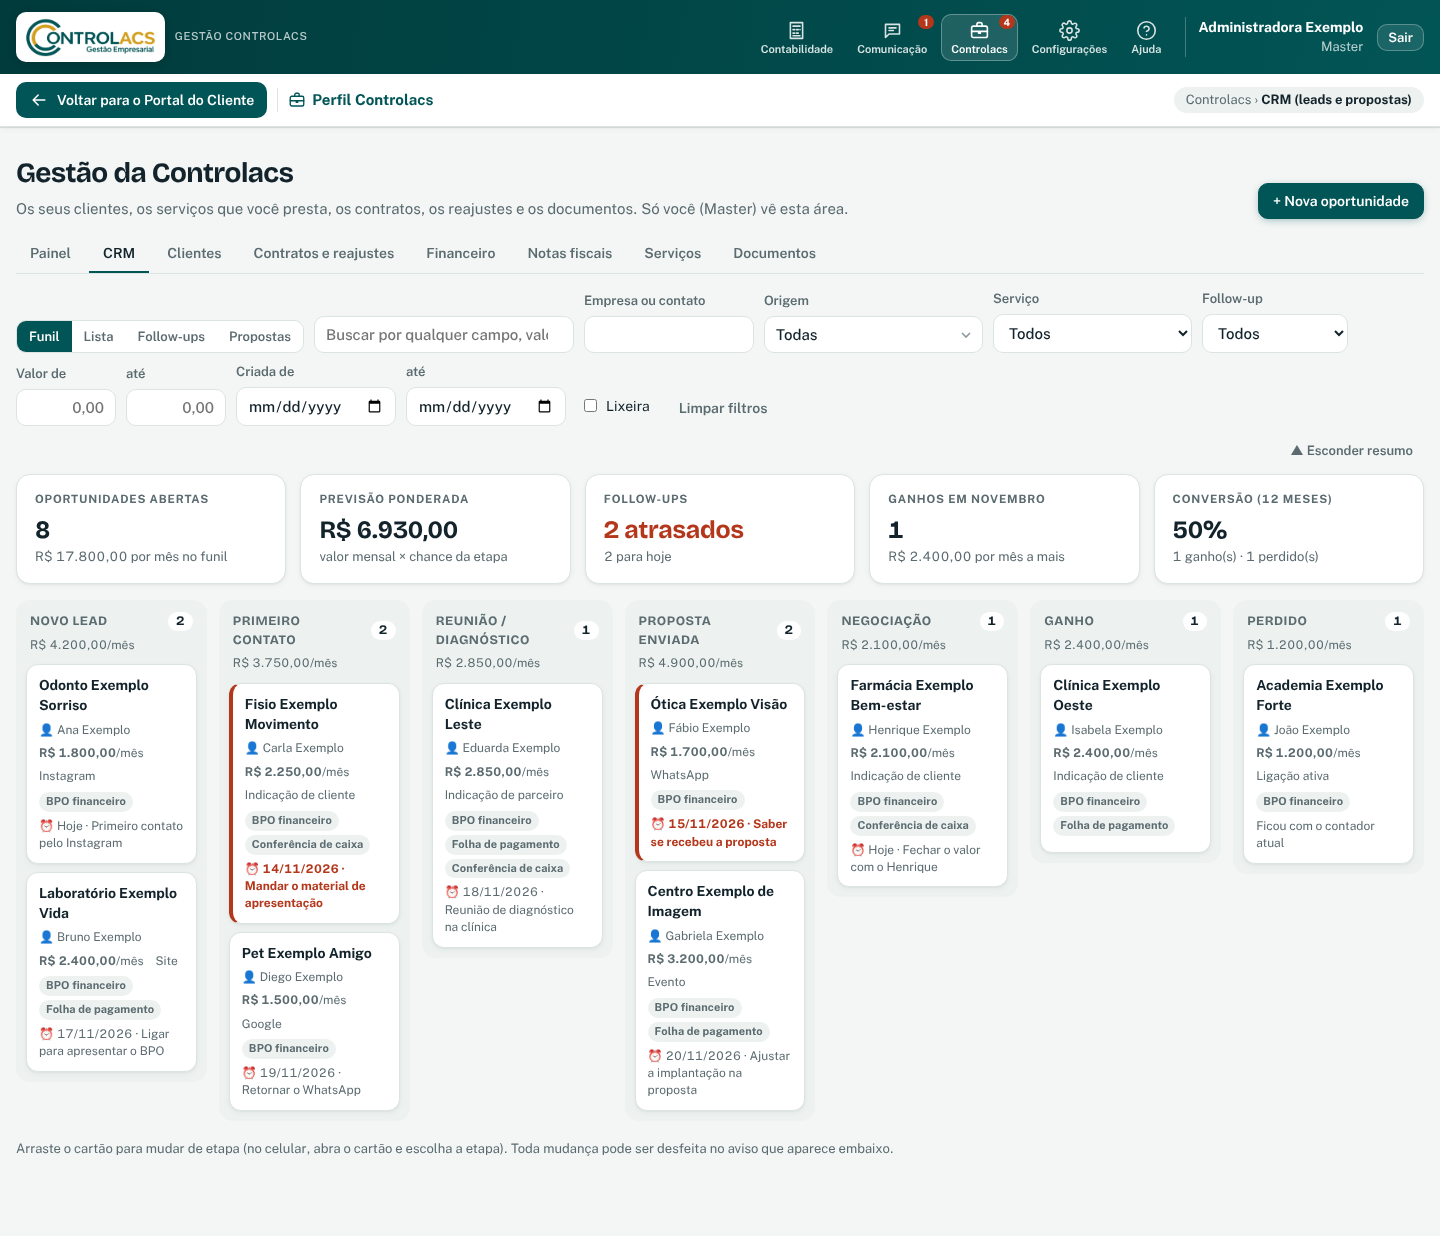 CONTROLACS
Gestão Empresarial
GESTÃO CONTROLACS
Contabilidade
1
Comunicação
4
Controlacs
Configurações
Ajuda
Administradora Exemplo
Master
Sair
Voltar para o Portal do Cliente
Perfil Controlacs
Controlacs › CRM (leads e propostas)
Gestão da Controlacs
Os seus clientes, os serviços que você presta, os contratos, os reajustes e os documentos. Só você (Master) vê esta área.
+ Nova oportunidade
Painel
CRM
Clientes
Contratos e reajustes
Financeiro
Notas fiscais
Serviços
Documentos
Funil
Lista
Follow-ups
Propostas
Buscar por qualquer campo, valo
Empresa ou contato
Origem
Todas
Serviço
Todos
Follow-up
Todos
Valor de
0,00
até
0,00
Criada de
mm/dd/yyyy
até
mm/dd/yyyy
Lixeira
Limpar filtros
▲ Esconder resumo
OPORTUNIDADES ABERTAS
8
R$ 17.800,00 por mês no funil
PREVISÃO PONDERADA
R$ 6.930,00
valor mensal × chance da etapa
FOLLOW-UPS
2 atrasados
2 para hoje
GANHOS EM NOVEMBRO
1
R$ 2.400,00 por mês a mais
CONVERSÃO (12 MESES)
50%
1 ganho(s) · 1 perdido(s)
NOVO LEAD
2
R$ 4.200,00/mês
Odonto Exemplo
Sorriso
👤 Ana Exemplo
R$ 1.800,00/mês
Instagram
BPO financeiro
⏰ Hoje · Primeiro contato
pelo Instagram
Laboratório Exemplo
Vida
👤 Bruno Exemplo
R$ 2.400,00/mês Site
BPO financeiro
Folha de pagamento
⏰ 17/11/2026 · Ligar
para apresentar o BPO
PRIMEIRO
CONTATO
2
R$ 3.750,00/mês
Fisio Exemplo
Movimento
👤 Carla Exemplo
R$ 2.250,00/mês
Indicação de cliente
BPO financeiro
Conferência de caixa
⏰ 14/11/2026 ·
Mandar o material de
apresentação
Pet Exemplo Amigo
👤 Diego Exemplo
R$ 1.500,00/mês
Google
BPO financeiro
⏰ 19/11/2026 ·
Retornar o WhatsApp
REUNIÃO /
DIAGNÓSTICO
1
R$ 2.850,00/mês
Clínica Exemplo
Leste
👤 Eduarda Exemplo
R$ 2.850,00/mês
Indicação de parceiro
BPO financeiro
Folha de pagamento
Conferência de caixa
⏰ 18/11/2026 ·
Reunião de diagnóstico
na clínica
PROPOSTA
ENVIADA
2
R$ 4.900,00/mês
Ótica Exemplo Visão
👤 Fábio Exemplo
R$ 1.700,00/mês
WhatsApp
BPO financeiro
⏰ 15/11/2026 · Saber
se recebeu a proposta
Centro Exemplo de
Imagem
👤 Gabriela Exemplo
R$ 3.200,00/mês
Evento
BPO financeiro
Folha de pagamento
⏰ 20/11/2026 · Ajustar
a implantação na
proposta
NEGOCIAÇÃO
1
R$ 2.100,00/mês
Farmácia Exemplo
Bem-estar
👤 Henrique Exemplo
R$ 2.100,00/mês
Indicação de cliente
BPO financeiro
Conferência de caixa
⏰ Hoje · Fechar o valor
com o Henrique
GANHO
1
R$ 2.400,00/mês
Clínica Exemplo
Oeste
👤 Isabela Exemplo
R$ 2.400,00/mês
Indicação de cliente
BPO financeiro
Folha de pagamento
PERDIDO
1
R$ 1.200,00/mês
Academia Exemplo
Forte
👤 João Exemplo
R$ 1.200,00/mês
Ligação ativa
BPO financeiro
Ficou com o contador
atual
Arraste o cartão para mudar de etapa (no celular, abra o cartão e escolha a etapa). Toda mudança pode ser desfeita no aviso que aparece embaixo.